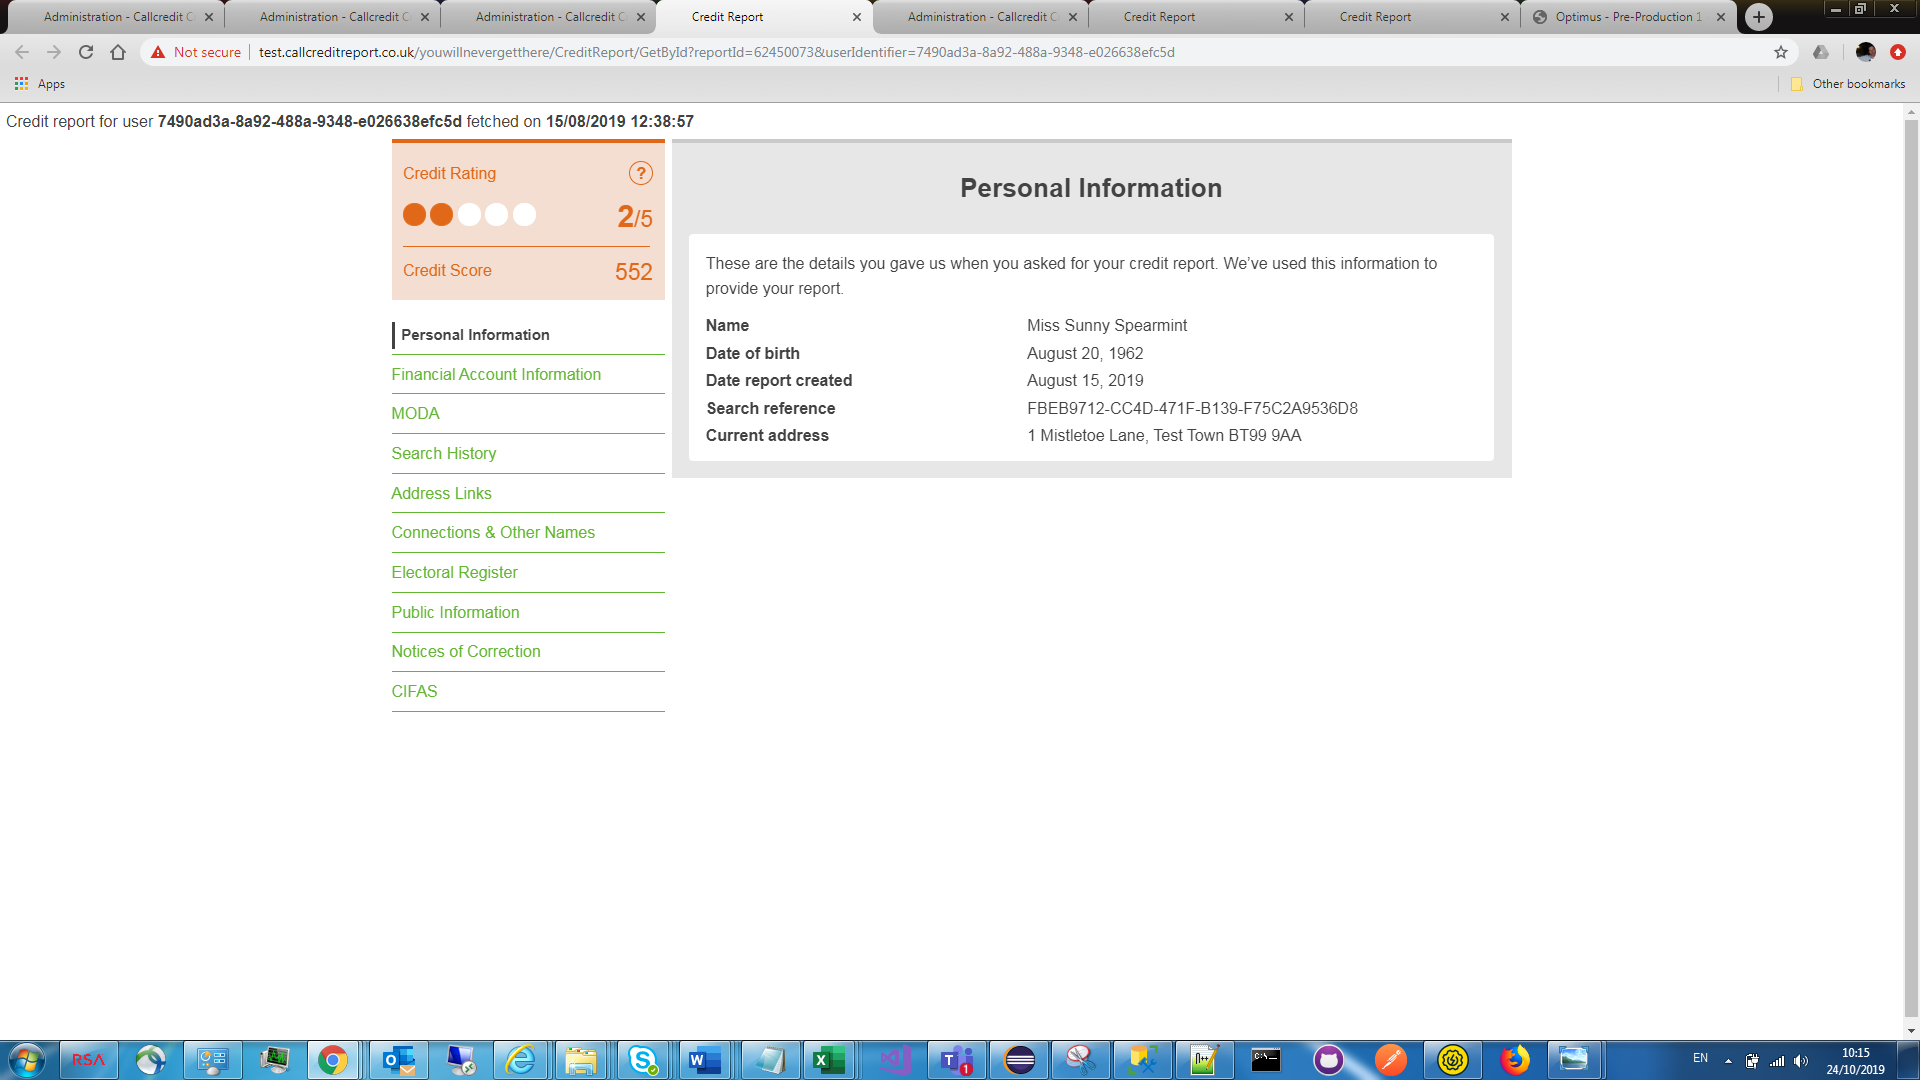 Administration - Callcredit C
Administration - Callcredit C
Administration - Callcredit C
Credit Report
Administration - Callcredit C
Credit Report
Credit Report
Optimus - Pre-Production 1
Not secure
test.callcreditreport.co.uk/youwillnevergetthere/CreditReport/GetById?reportId=62450073&userIdentifier=7490ad3a-8a92-488a-9348-e026638efc5d
Apps
Other bookmarks
Credit report for user 7490ad3a-8a92-488a-9348-e026638efc5d fetched on 15/08/2019 12:38:57
Credit Rating
?
2/5
Credit Score 552
Personal Information
Financial Account Information
MODA
Search History
Address Links
Connections & Other Names
Electoral Register
Public Information
Notices of Correction
CIFAS
Personal Information
These are the details you gave us when you asked for your credit report. We’ve used this information to
provide your report.
Name Miss Sunny Spearmint
Date of birth August 20, 1962
Date report created August 15, 2019
Search reference FBEB9712-CC4D-471F-B139-F75C2A9536D8
Current address 1 Mistletoe Lane, Test Town BT99 9AA
RSA
EN
10:15
24/10/2019